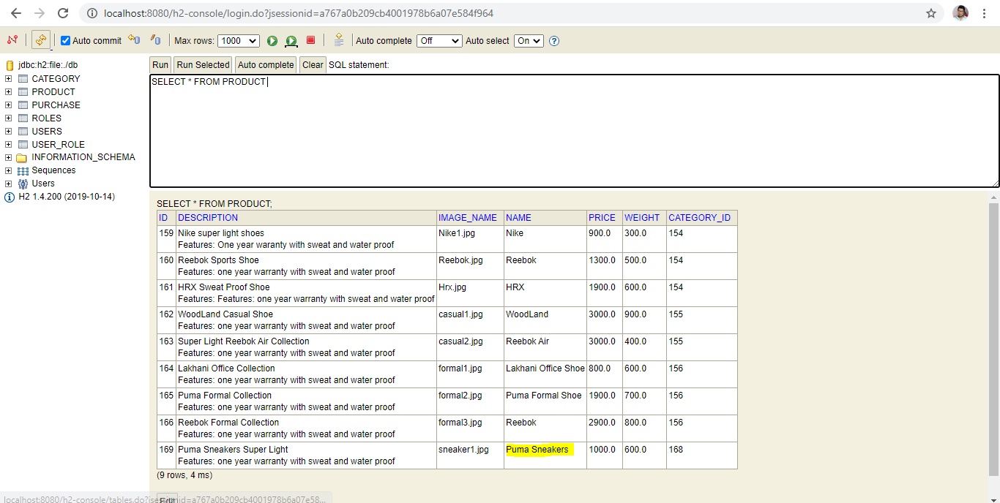 localhost:8080/h2-console/login.do?jsessionid=a767a0b209cb4001978b6a07e584f964
Auto commit Max rows: 1000 Auto complete Off Auto select On ?
jdbc:h2:file:./db
CATEGORY
PRODUCT
PURCHASE
ROLES
USERS
USER_ROLE
INFORMATION_SCHEMA
Sequences
Users
H2 1.4.200 (2019-10-14)
Run Run Selected Auto complete Clear SQL statement:
SELECT * FROM PRODUCT
SELECT * FROM PRODUCT;
ID DESCRIPTION IMAGE_NAME NAME PRICE WEIGHT CATEGORY_ID
159 Nike super light shoes Nike1.jpg Nike 900.0 300.0 154
Features: One year waranty with sweat and water proof
160 Reebok Sports Shoe Reebok.jpg Reebok 1300.0 500.0 154
Features: one year warranty with sweat and water proof
161 HRX Sweat Proof Shoe Hrx.jpg HRX 1900.0 600.0 154
Features: Features: one year warranty with sweat and water proof
162 WoodLand Casual Shoe casual1.jpg WoodLand 3000.0 900.0 155
Features: one year warranty with sweat and water proof
163 Super Light Reebok Air Collection casual2.jpg Reebok Air 3000.0 400.0 155
Features: one year warranty with sweat and water proof
164 Lakhani Office Collection formal1.jpg Lakhani Office Shoe 800.0 600.0 156
Features: one year warranty with sweat and water proof
165 Puma Formal Collection formal2.jpg Puma Formal Shoe 1900.0 700.0 156
Features: one year warranty with sweat and water proof
166 Reebok Formal Collection formal3.jpg Reebok 2900.0 800.0 156
Features: one year warranty with sweat and water proof
169 Puma Sneakers Super Light sneaker1.jpg Puma Sneakers 1000.0 600.0 168
Features: one year warranty with sweat and water proof
(9 rows, 4 ms)
Edit
localhost:8080/h2-console/tables.do?jsessionid=a767a0b209cb4001978b6a07e58...